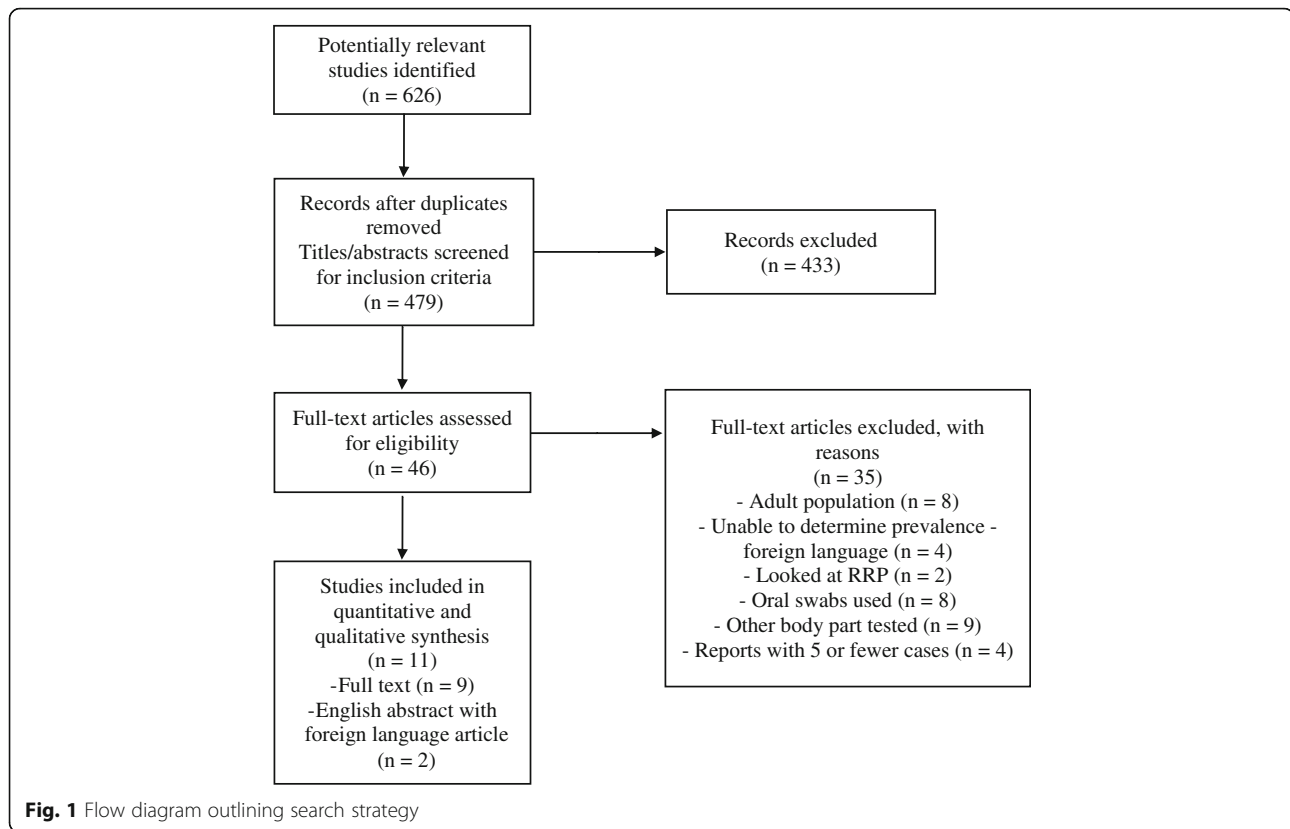 Potentially relevant
studies identified
(n = 626)
Records after duplicates
removed
Titles/abstracts screened
for inclusion criteria
(n = 479)
Records excluded
(n = 433)
Full-text articles assessed
for eligibility
(n = 46)
Full-text articles excluded, with
reasons
(n = 35)
- Adult population (n = 8)
- Unable to determine prevalence -
foreign language (n = 4)
- Looked at RRP (n = 2)
- Oral swabs used (n = 8)
- Other body part tested (n = 9)
- Reports with 5 or fewer cases (n = 4)
Studies included in
quantitative and
qualitative synthesis
(n = 11)
-Full text (n = 9)
-English abstract with
foreign language article
(n = 2)
Fig. 1 Flow diagram outlining search strategy